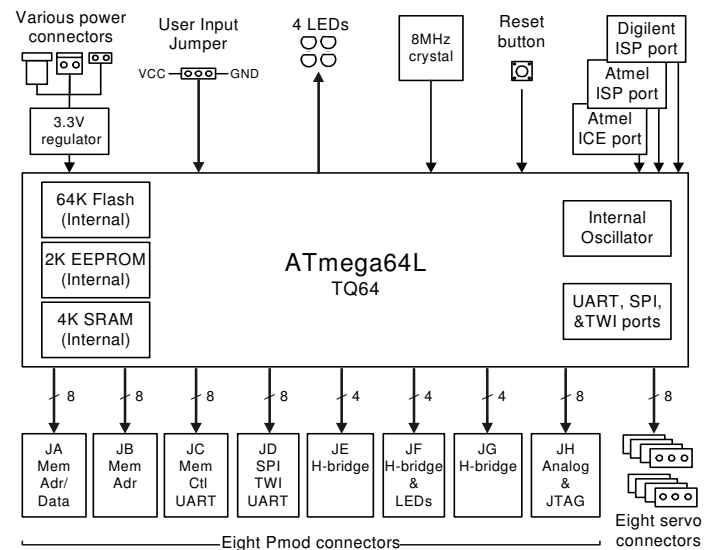 Various power
connectors
User Input
Jumper
VCC
GND
4 LEDs
8MHz
crystal
Reset
button
Digilent
ISP port
Atmel
ISP port
Atmel
ICE port
3.3V
regulator
64K Flash
(Internal)
2K EEPROM
(Internal)
4K SRAM
(Internal)
ATmega64L
TQ64
Internal
Oscillator
UART, SPI,
&TWI ports
8
8
8
8
4
4
4
8
8
JA
Mem
Adr/
Data
JB
Mem
Adr
JC
Mem
Ctl
UART
JD
SPI
TWI
UART
JE
H-bridge
JF
H-bridge
&
LEDs
JG
H-bridge
JH
Analog
&
JTAG
Eight servo
connectors
Eight Pmod connectors